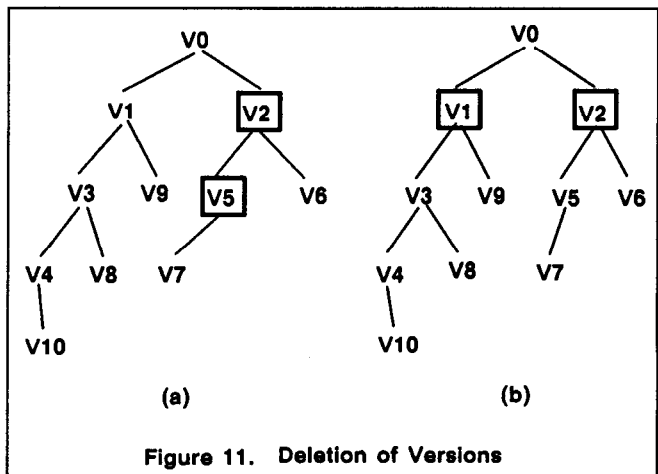 V0
V1 V2
V3 V9 V5 V6
V4 V8 V7
V10
(a)
V0
V1 V2
V3 V9 V5 V6
V4 V8 V7
V10
(b)
Figure 11. Deletion of Versions